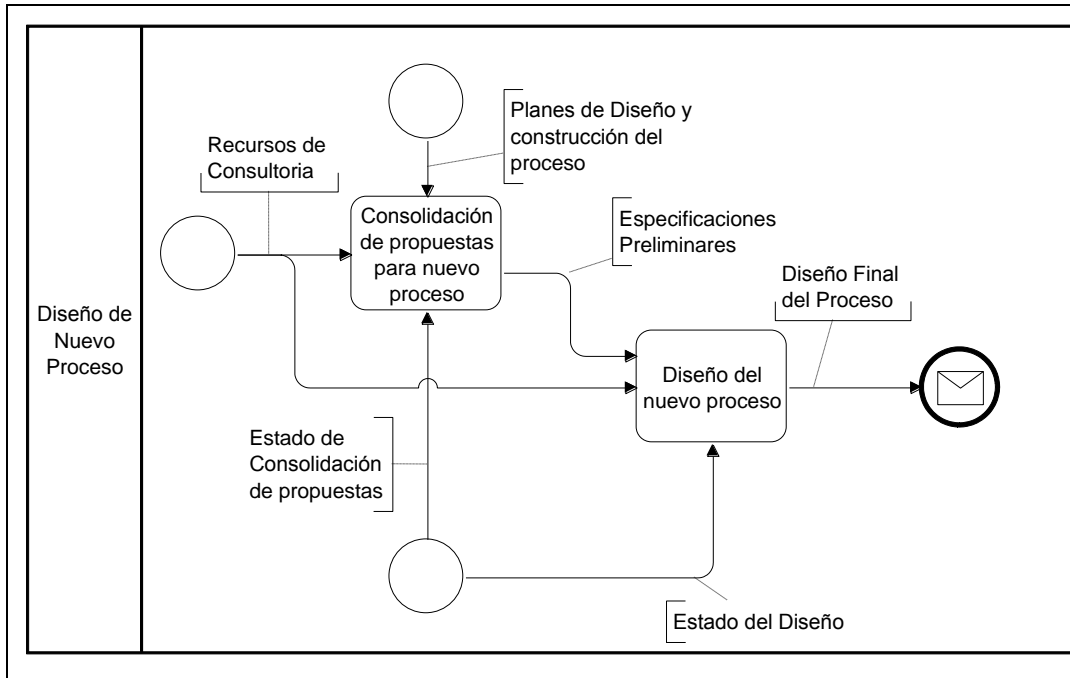 Diseño de
Nuevo
Proceso
Recursos de
Consultoria
Planes de Diseño y
construcción del
proceso
Consolidación
de propuestas
para nuevo
proceso
Especificaciones
Preliminares
Diseño Final
del Proceso
Diseño del
nuevo proceso
Estado de
Consolidación
de propuestas
Estado del Diseño